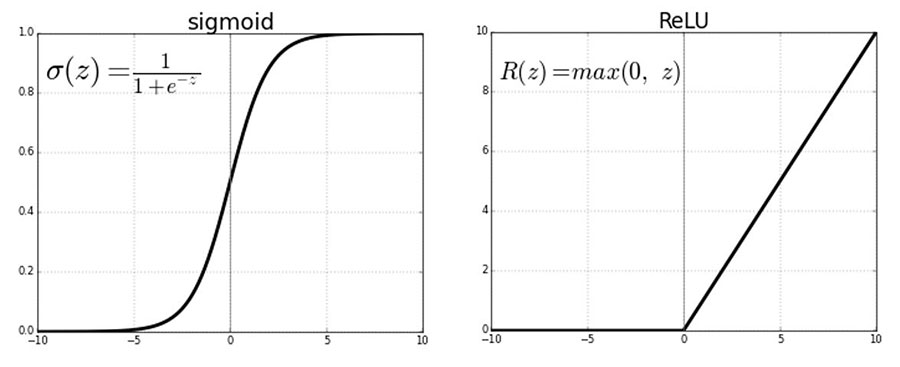 sigmoid
σ(z) = 1/(1+e^{-z})
1.0
0.8
0.6
0.4
0.2
0.0
−10 −5 0 5 10
ReLU
R(z) = max(0, z)
10
8
6
4
2
0
−10 −5 0 5 10